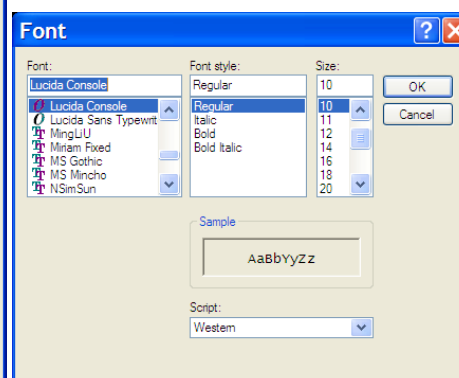 Font
Font: Font style: Size:
Lucida Console Regular 10 OK
Lucida Console Regular 10 Cancel
Lucida Sans Typewrit Italic 11
MingLiU Bold 12
Miriam Fixed Bold Italic 14
MS Gothic 16
MS Mincho 18
NSimSun 20
Sample
AaBbYyZz
Script:
Western